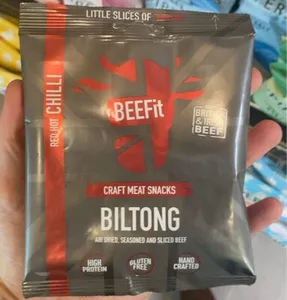 LITTLE SLICES OF
RED HOT CHILLI
BEEFit
BRITISH
& IRISH
BEEF
CRAFT MEAT SNACKS
BILTONG
AIR DRIED, SEASONED AND SLICED BEEF
HIGH
PROTEIN
GLUTEN
FREE
HAND
CRAFTED